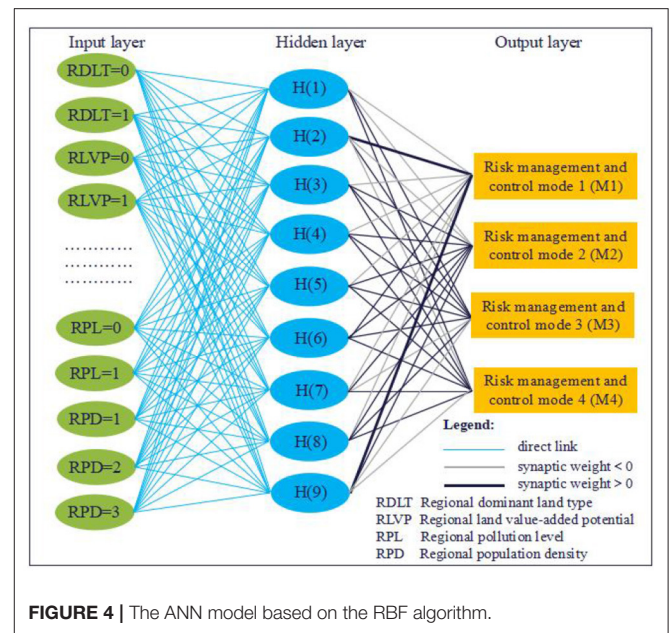 Input layer
Hidden layer
Output layer
RDLT=0
RDLT=1
RLVP=0
RLVP=1
............
............
............
RPL=0
RPL=1
RPD=1
RPD=2
RPD=3
H(1)
H(2)
H(3)
H(4)
H(5)
H(6)
H(7)
H(8)
H(9)
Risk management and
control mode 1 (M1)
Risk management and
control mode 2 (M2)
Risk management and
control mode 3 (M3)
Risk management and
control mode 4 (M4)
Legend:
direct link
synaptic weight < 0
synaptic weight > 0
RDLT Regional dominant land type
RLVP Regional land value-added potential
RPL Regional pollution level
RPD Regional population density
FIGURE 4 | The ANN model based on the RBF algorithm.